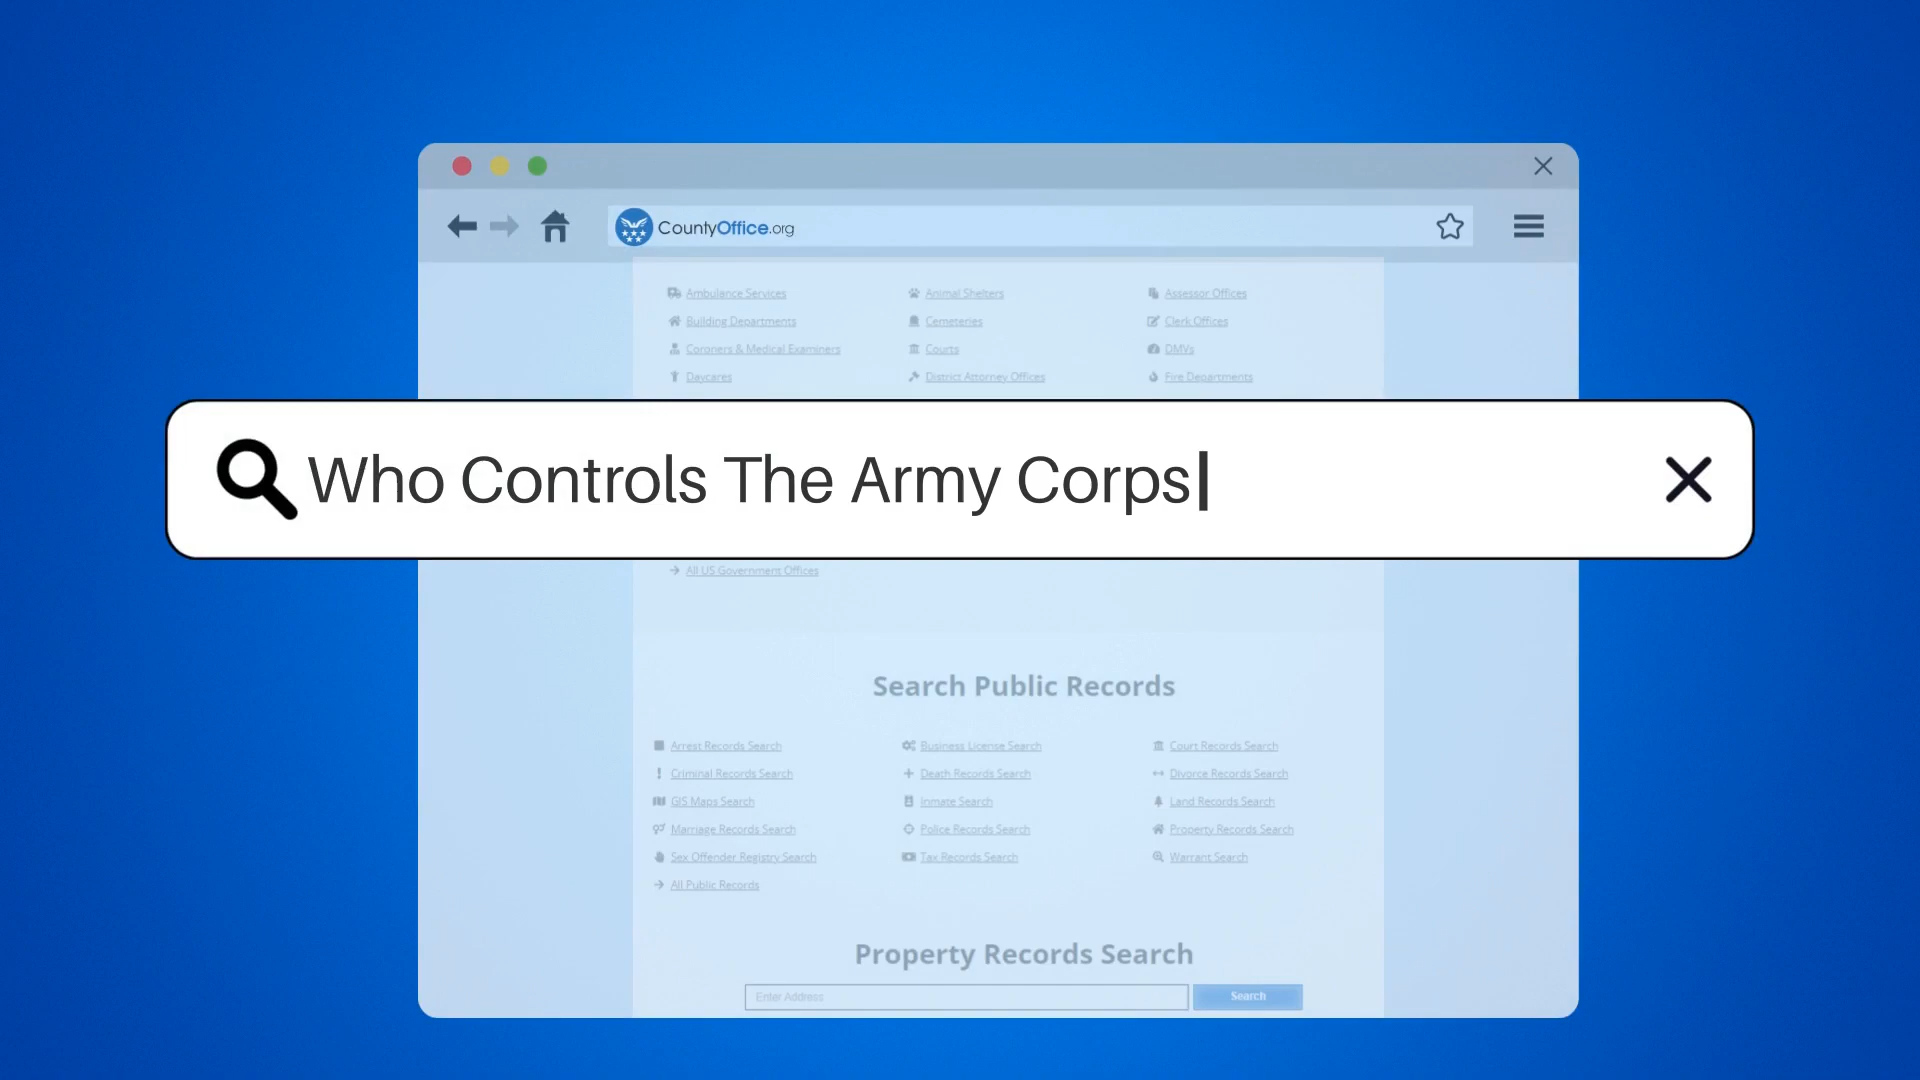 CountyOffice.org
Ambulance Services Animal Shelters Assessor Offices
Building Departments Cemeteries Clerk Offices
Coroners & Medical Examiners Courts DMVs
Daycares District Attorney Offices Fire Departments
Who Controls The Army Corps
All US Government Offices
Search Public Records
Arrest Records Search Business License Search Court Records Search
Criminal Records Search Death Records Search Divorce Records Search
GIS Maps Search Inmate Search Land Records Search
Marriage Records Search Police Records Search Property Records Search
Sex Offender Registry Search Tax Records Search Warrant Search
All Public Records
Property Records Search
Enter Address Search